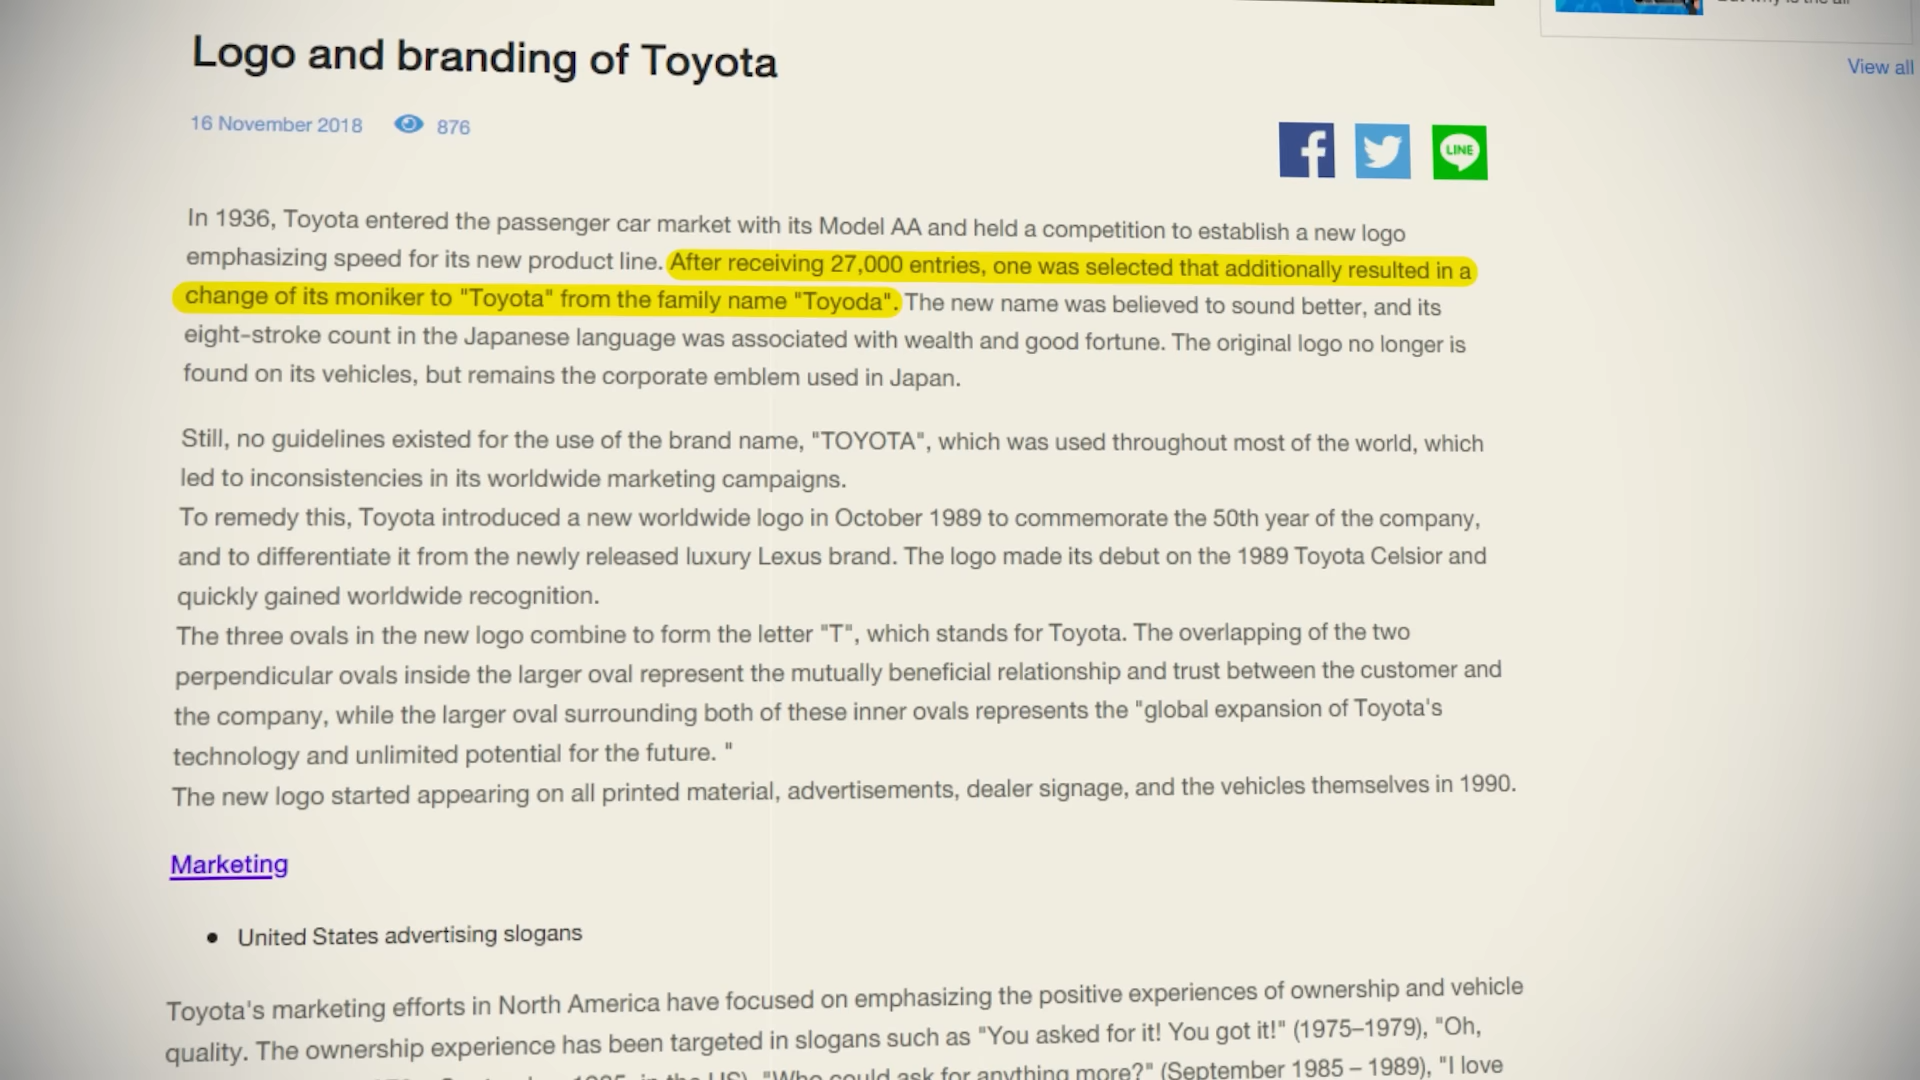 But why is the all
View all
Logo and branding of Toyota
16 November 2018 876
LINE
In 1936, Toyota entered the passenger car market with its Model AA and held a competition to establish a new logo
emphasizing speed for its new product line. After receiving 27,000 entries, one was selected that additionally resulted in a
change of its moniker to "Toyota" from the family name "Toyoda". The new name was believed to sound better, and its
eight-stroke count in the Japanese language was associated with wealth and good fortune. The original logo no longer is
found on its vehicles, but remains the corporate emblem used in Japan.
Still, no guidelines existed for the use of the brand name, "TOYOTA", which was used throughout most of the world, which
led to inconsistencies in its worldwide marketing campaigns.
To remedy this, Toyota introduced a new worldwide logo in October 1989 to commemorate the 50th year of the company,
and to differentiate it from the newly released luxury Lexus brand. The logo made its debut on the 1989 Toyota Celsior and
quickly gained worldwide recognition.
The three ovals in the new logo combine to form the letter "T", which stands for Toyota. The overlapping of the two
perpendicular ovals inside the larger oval represent the mutually beneficial relationship and trust between the customer and
the company, while the larger oval surrounding both of these inner ovals represents the "global expansion of Toyota's
technology and unlimited potential for the future. "
The new logo started appearing on all printed material, advertisements, dealer signage, and the vehicles themselves in 1990.
Marketing
• United States advertising slogans
Toyota's marketing efforts in North America have focused on emphasizing the positive experiences of ownership and vehicle
quality. The ownership experience has been targeted in slogans such as "You asked for it! You got it!" (1975–1979), "Oh,
in the US), "Who could ask for anything more?" (September 1985 – 1989), "I love